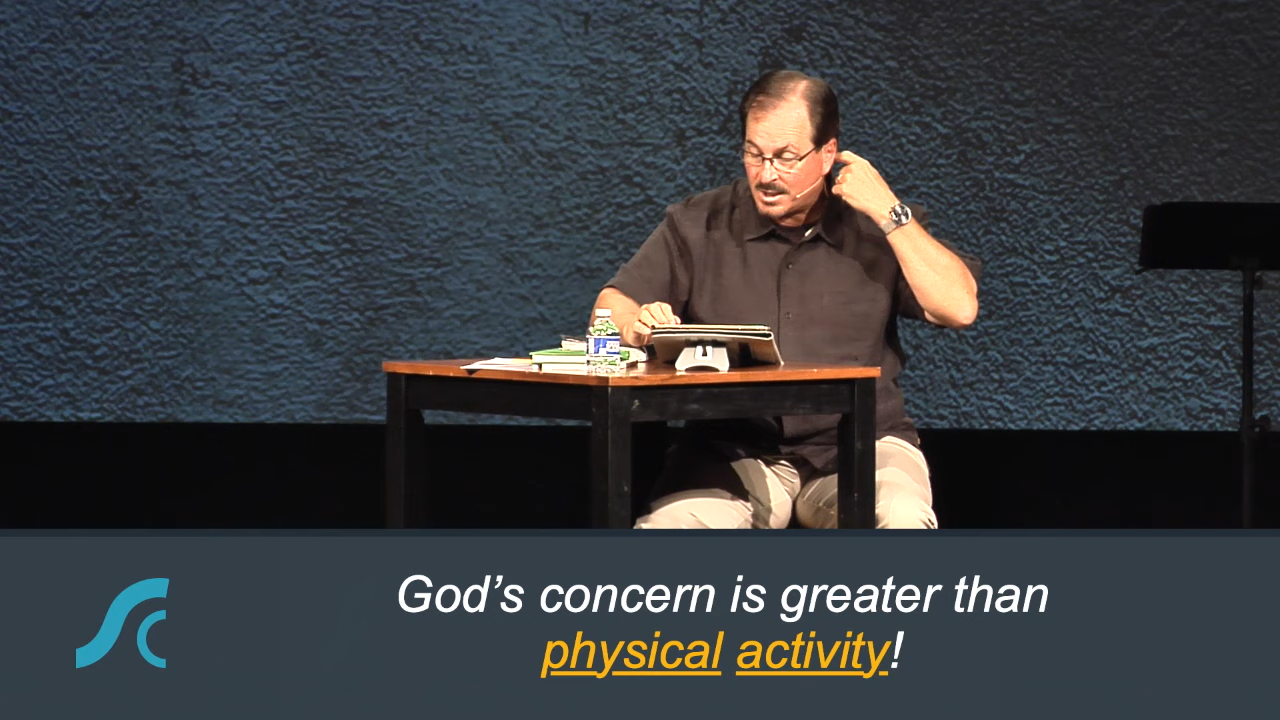 God’s concern is greater than
physical activity!